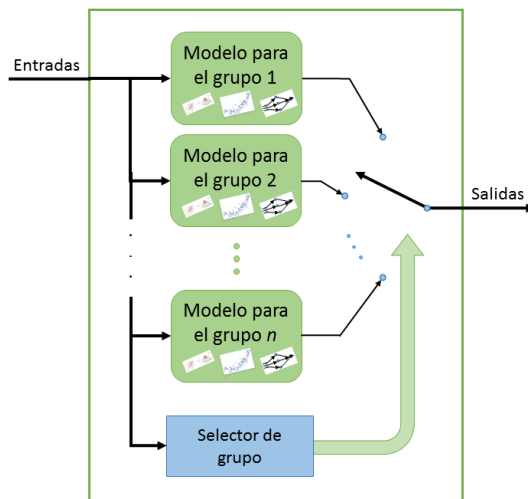 Entradas
Modelo para
el grupo 1
Modelo para
el grupo 2
Salidas
Modelo para
el grupo n
Selector de
grupo